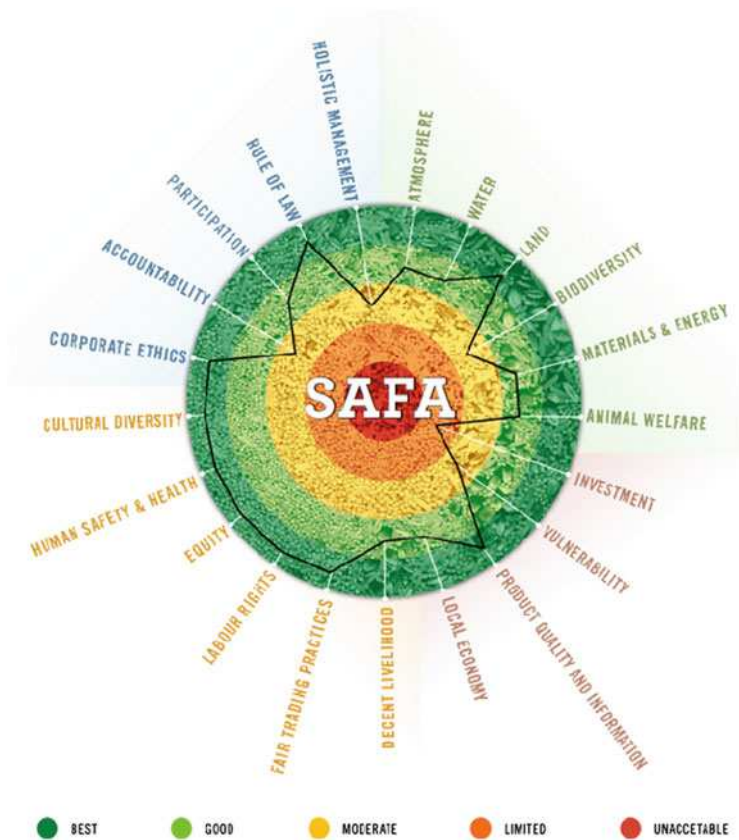 HOLISTIC MANAGEMENT
ATMOSPHERE
WATER
LAND
BIODIVERSITY
MATERIALS & ENERGY
ANIMAL WELFARE
INVESTMENT
VULNERABILITY
PRODUCT QUALITY AND INFORMATION
LOCAL ECONOMY
DECENT LIVELIHOOD
FAIR TRADING PRACTICES
LABOUR RIGHTS
EQUITY
HUMAN SAFETY & HEALTH
CULTURAL DIVERSITY
CORPORATE ETHICS
ACCOUNTABILITY
PARTICIPATION
RULE OF LAW
SAFA
BEST
GOOD
MODERATE
LIMITED
UNACCETABLE